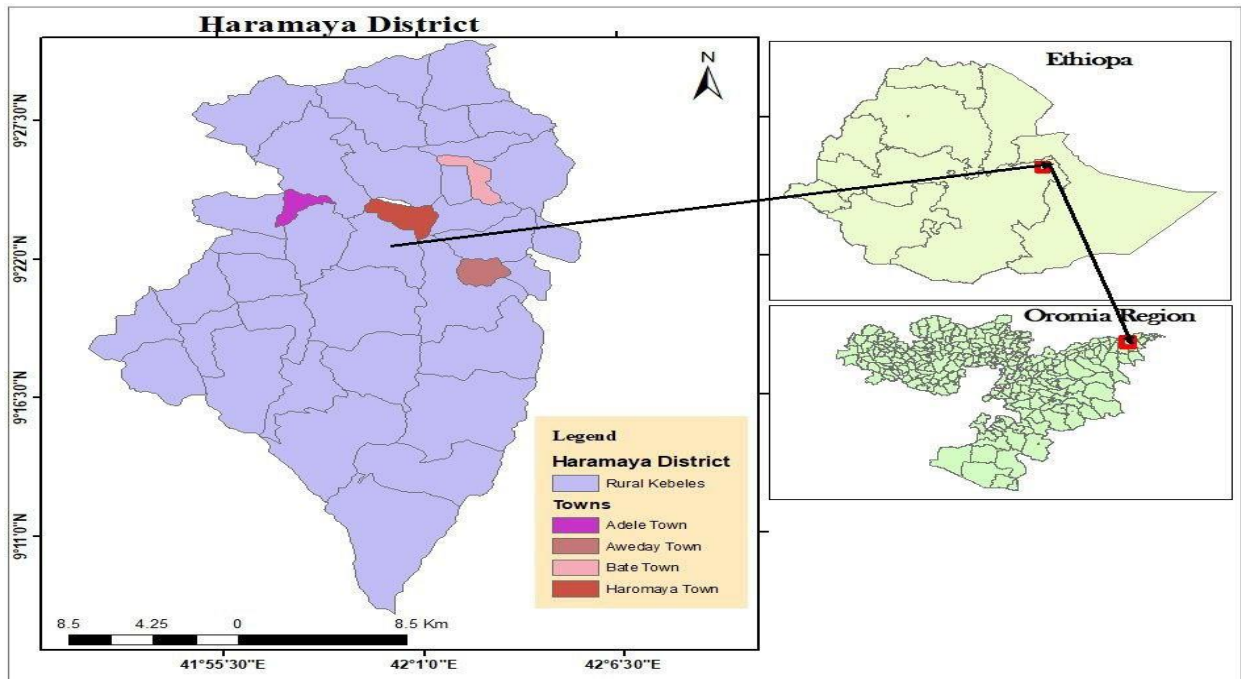 Haramaya District
N
9°27'30"N
9°22'0"N
9°16'30"N
9°11'0"N
Legend
Haramaya District
Rural Kebeles
Towns
Adele Town
Aweday Town
Bate Town
Haromaya Town
8.5 4.25 0 8.5 Km
41°55'30"E 42°1'0"E 42°6'30"E
Ethiopa
Oromia Region